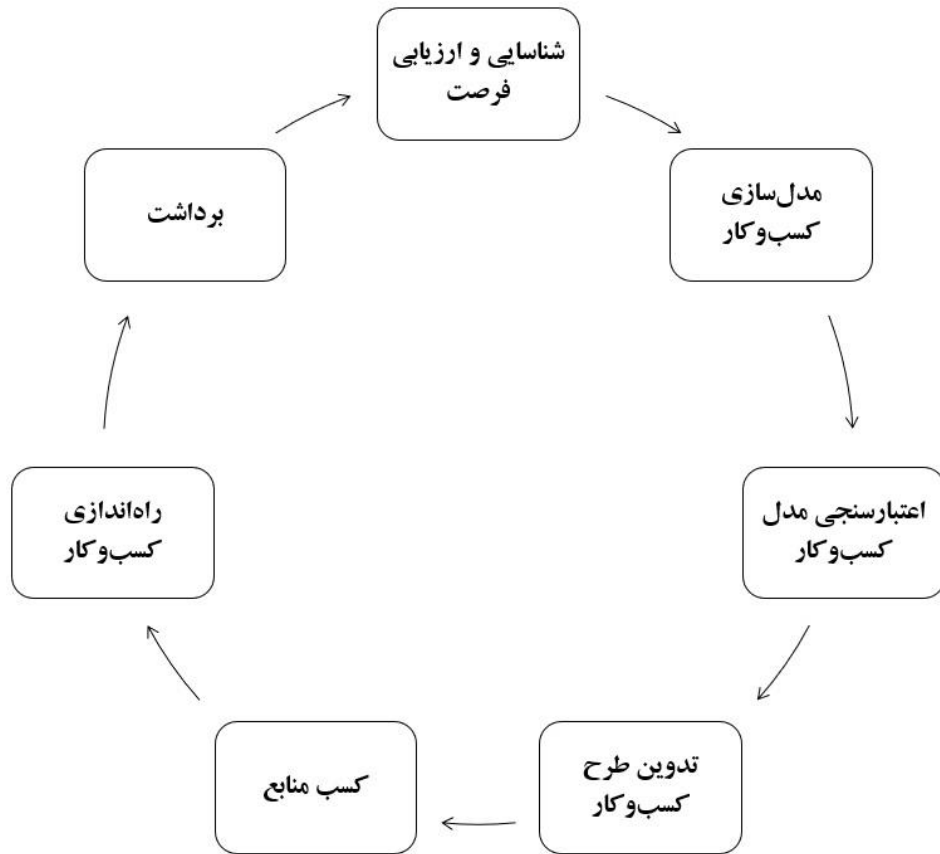 شناسایی و ارزیابی
فرصت
مدل‌سازی
کسب‌وکار
اعتبارسنجی مدل
کسب‌وکار
تدوین طرح
کسب‌وکار
کسب منابع
راه‌اندازی
کسب‌وکار
برداشت